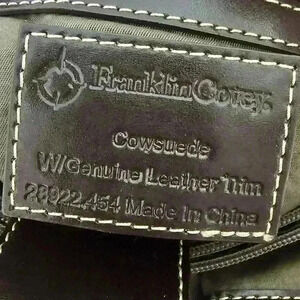 FranklinCovey
Cowsuede
W/Genuine Leather Trim
28922.454 Made In China